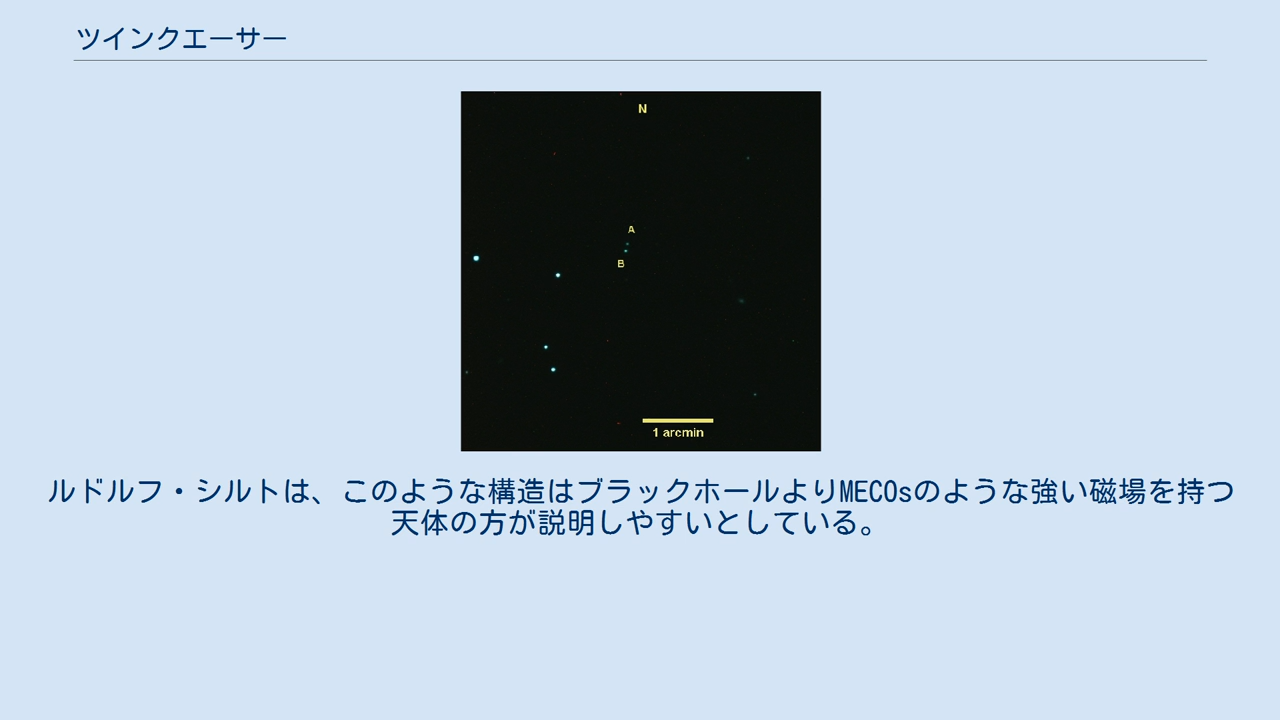 ツインクエーサー
N
A
B
1 arcmin
ルドルフ・シルトは、このような構造はブラックホールよりMECOsのような強い磁場を持つ
天体の方が説明しやすいとしている。